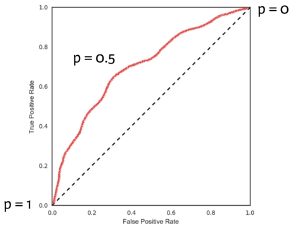 p = 0
1.0
0.8
p = 0.5
0.6
True Positive Rate
0.4
0.2
p = 1
0.0
0.0 0.2 0.4 0.6 0.8 1.0
False Positive Rate